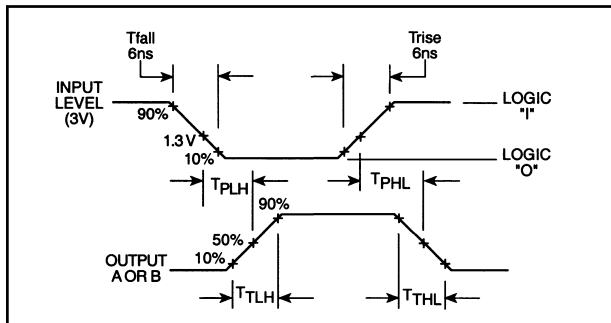 Tfall
6ns
Trise
6ns
INPUT
LEVEL
(3V)
90%
1.3 V
10%
LOGIC
"I"
LOGIC
"O"
TPLH
TPHL
90%
50%
10%
OUTPUT
A OR B
TTLH
TTHL